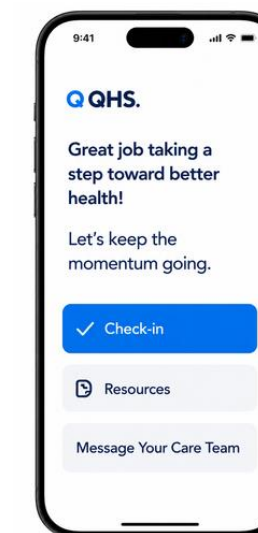 9:41
Q QHS.
Great job taking a
step toward better
health!
Let's keep the
momentum going.
Check-in
Resources
Message Your Care Team